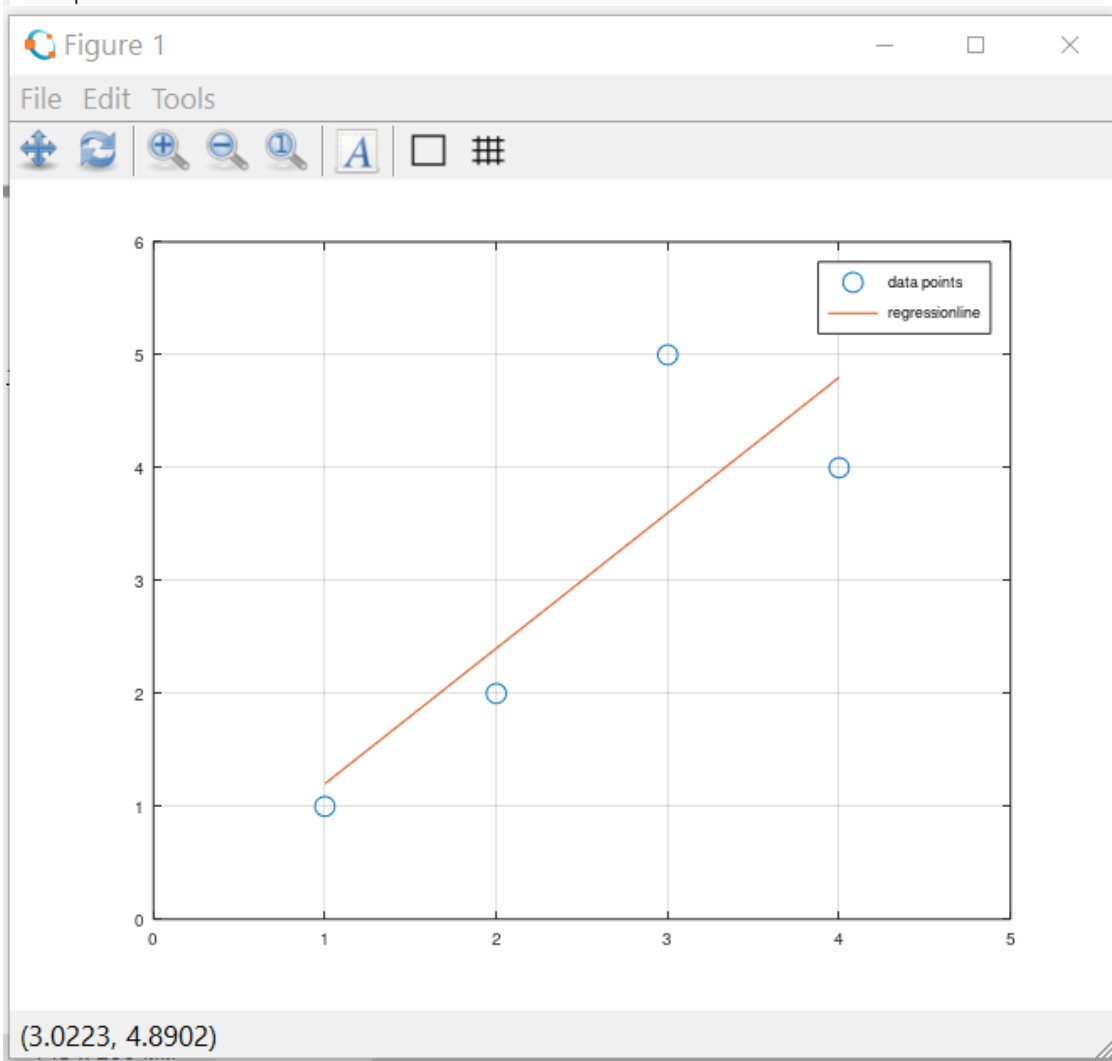 Figure 1
File Edit Tools
A
6
data points
regressionline
5
4
3
2
1
0
0 1 2 3 4 5
(3.0223, 4.8902)